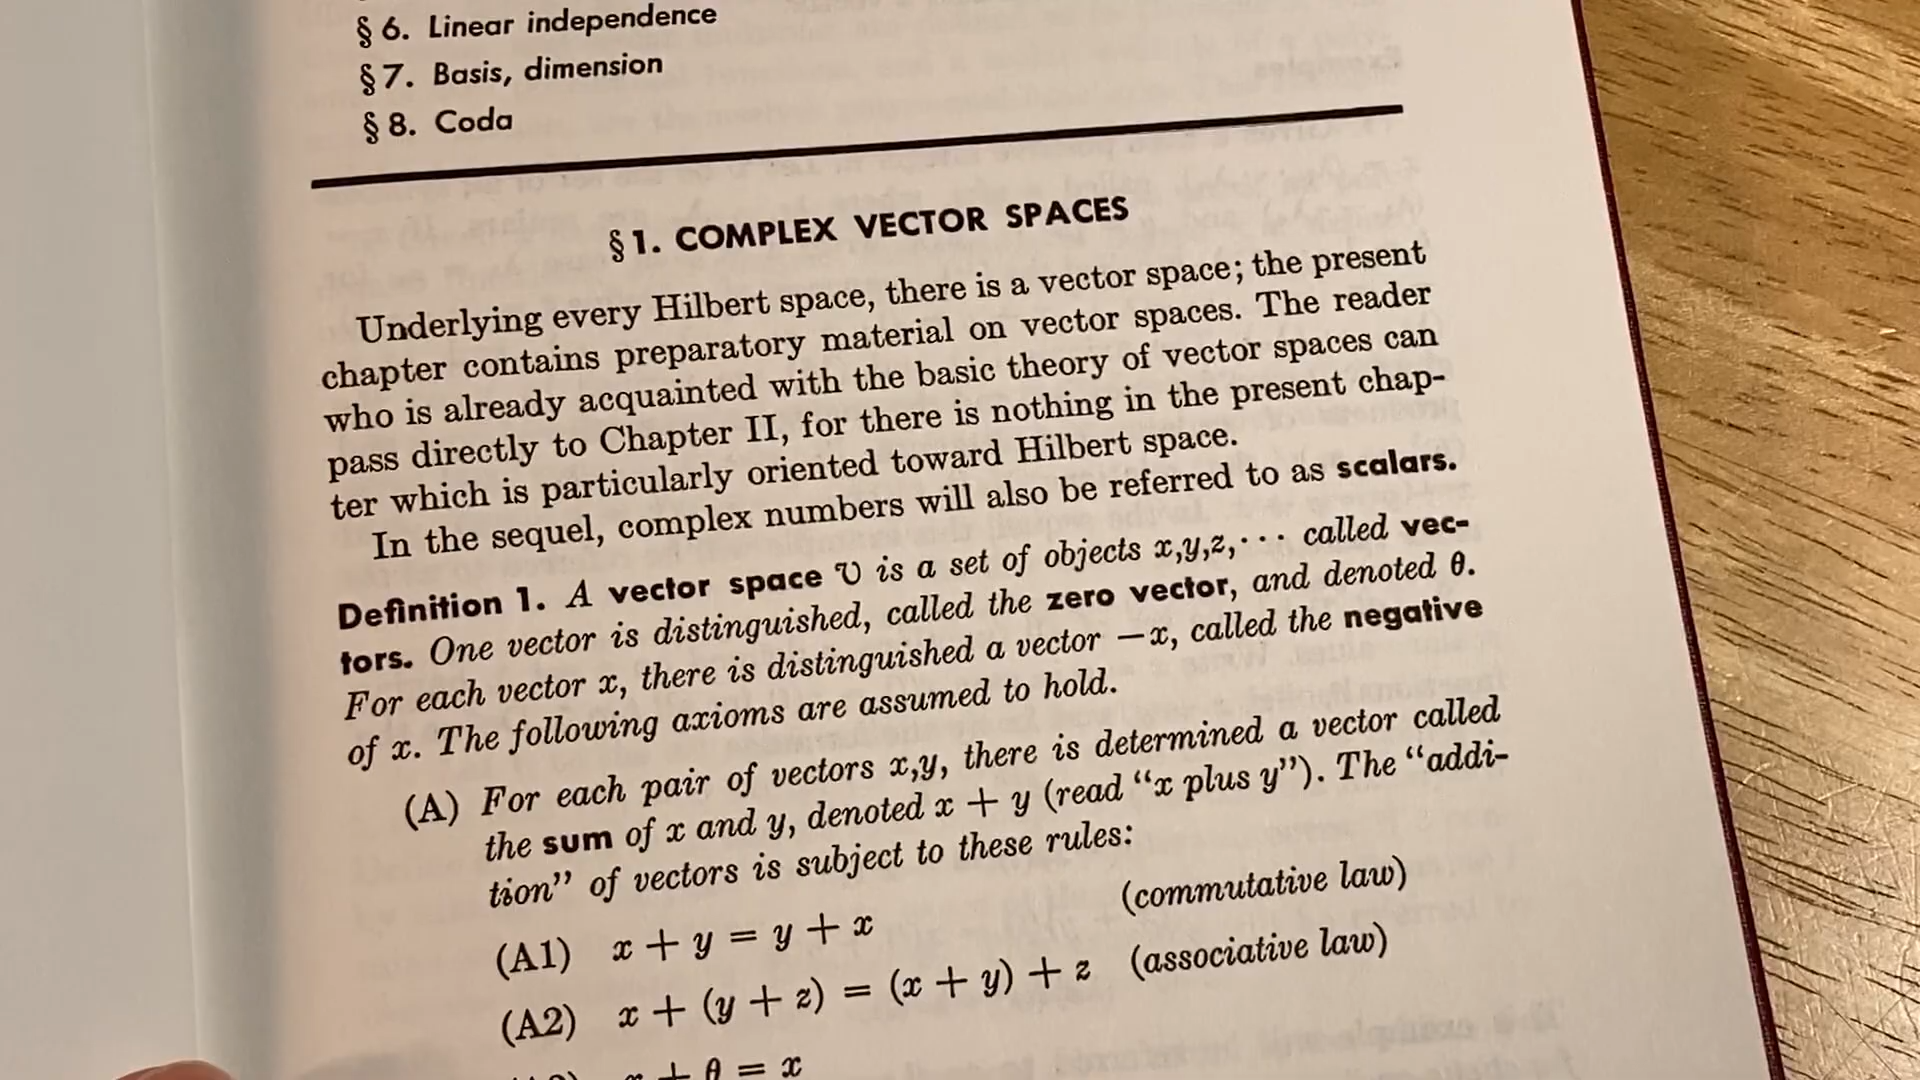 § 6. Linear independence
§ 7. Basis, dimension
§ 8. Coda
§ 1. COMPLEX VECTOR SPACES
Underlying every Hilbert space, there is a vector space; the present
chapter contains preparatory material on vector spaces. The reader
who is already acquainted with the basic theory of vector spaces can
pass directly to Chapter II, for there is nothing in the present chap-
ter which is particularly oriented toward Hilbert space.
In the sequel, complex numbers will also be referred to as scalars.
Definition 1. A vector space 𝒱 is a set of objects x,y,z,··· called vec-
tors. One vector is distinguished, called the zero vector, and denoted θ.
For each vector x, there is distinguished a vector −x, called the negative
of x. The following axioms are assumed to hold.
(A) For each pair of vectors x,y, there is determined a vector called
the sum of x and y, denoted x + y (read “x plus y”). The “addi-
tion” of vectors is subject to these rules:
(A1) x + y = y + x (commutative law)
(A2) x + (y + z) = (x + y) + z (associative law)
x + θ = x